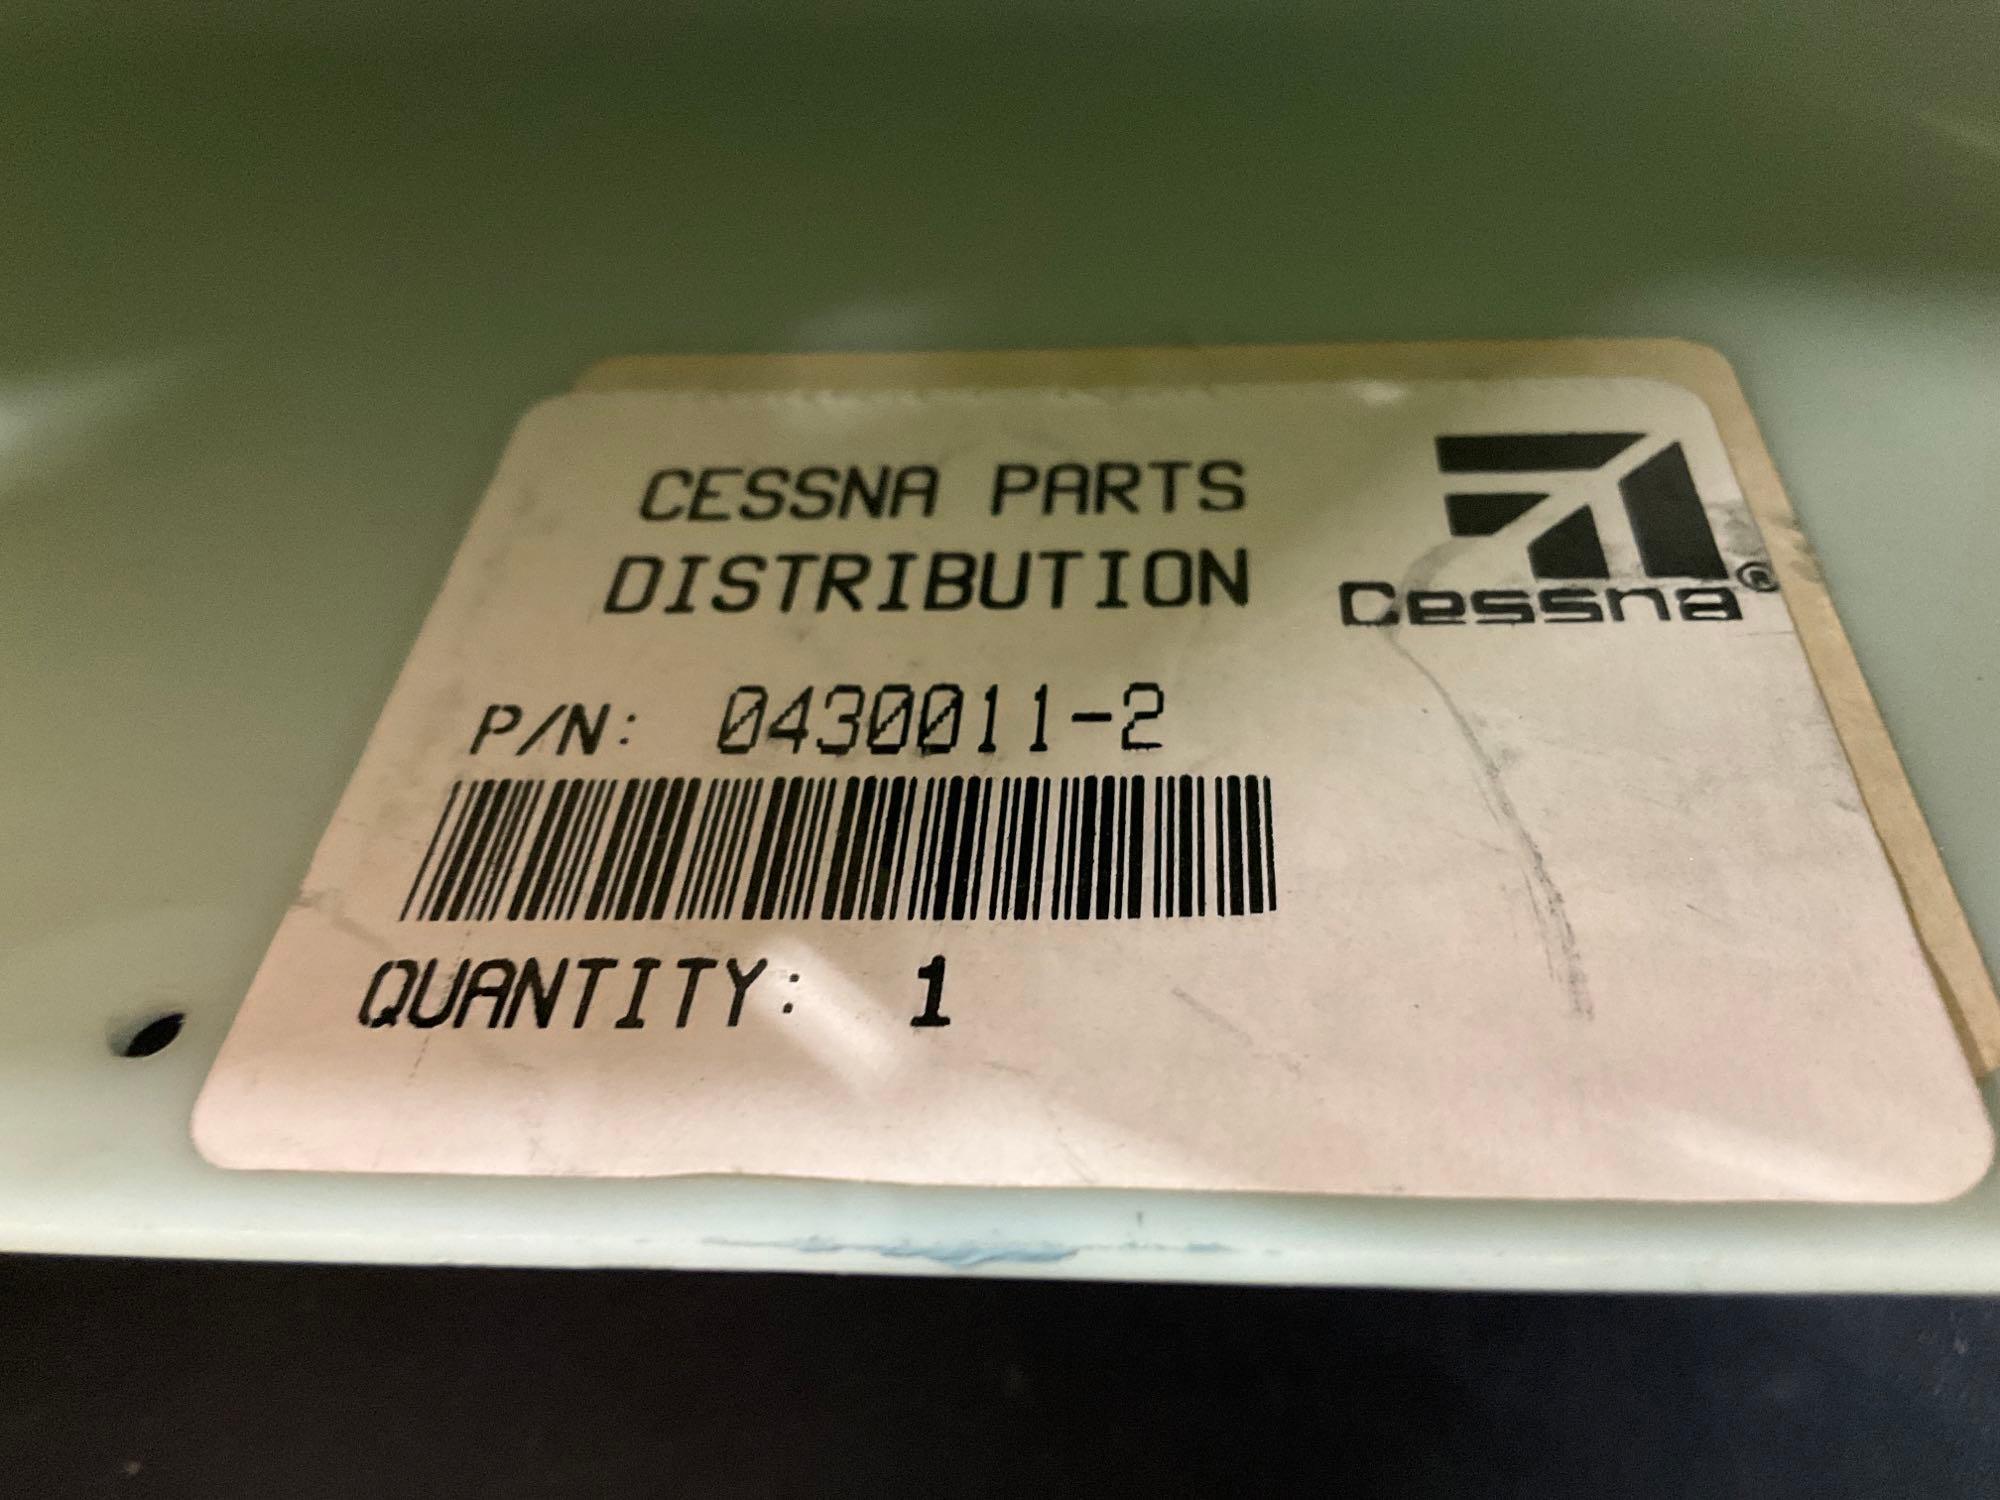 CESSNA PARTS
DISTRIBUTION
Cessna®
P/N: 0430011-2
QUANTITY: 1